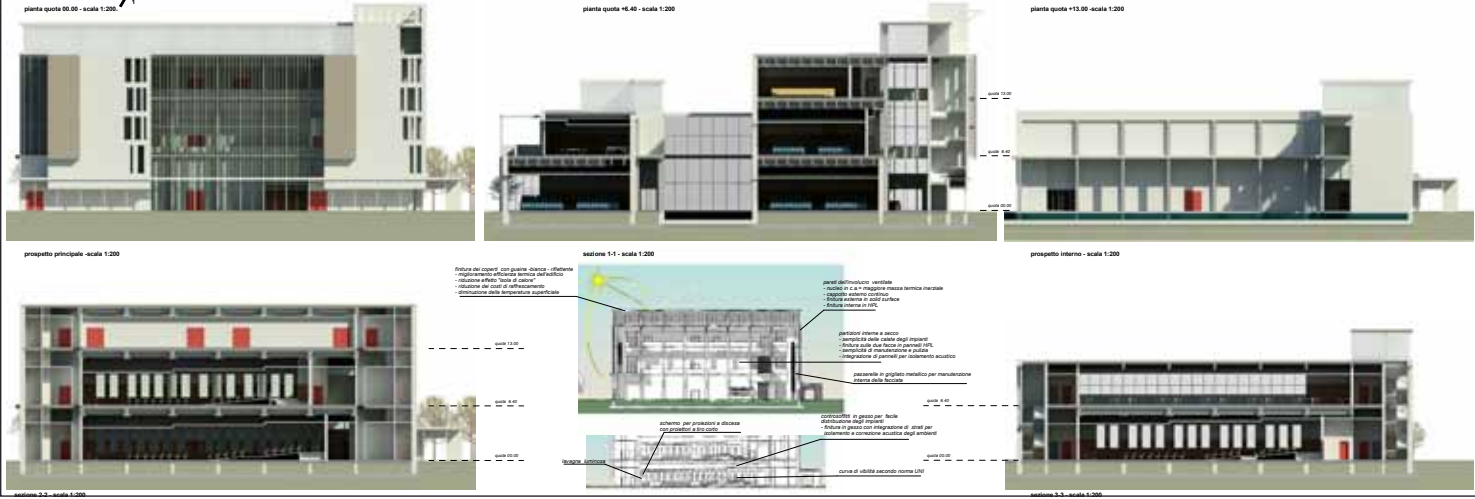 pianta quota 00.00 - scala 1:200.
pianta quota +6.40 - scala 1:200
pianta quota +13.00 -scala 1:200
quota 13.00
quota 6.40
quota 00.00
prospetto principale -scala 1:200
sezione 1-1 - scala 1:200
prospetto interno - scala 1:200
finitura dei coperti con guaina -bianca - riflettente
- miglioramento efficienza termica dell'edificio
- riduzione effetto "isola di calore"
- riduzione dei costi di raffrescamento
- diminuzione della temperatura superficiale
pareti dell'involucro ventilate
- nucleo in c.a.= maggiore massa termica inerziale
- cappotto esterno continuo
- finitura esterna in solid surface
- finitura interna in HPL
partizioni interne a secco
- semplicità delle calate degli impianti
- finitura sulle due facce in pannelli HPL
- semplicità di manutenzione e pulizia
- integrazione di pannelli per isolamento acustico
passerelle in grigliato metallico per manutenzione
interna della facciata
quota 13.00
quota 6.40
quota 00.00
quota 6.40
quota 00.00
controsoffitti in gesso per facile
distribuzione degli impianti
- finitura in gesso con integrazione di strati per
isolamento e correzione acustica degli ambienti
schermo per proiezioni a discesa
con proiettori a tiro corto
lavagna luminosa
curva di vibilità secondo norma UNI
sezione 2-2 - scala 1:200
sezione 3-3 - scala 1:200